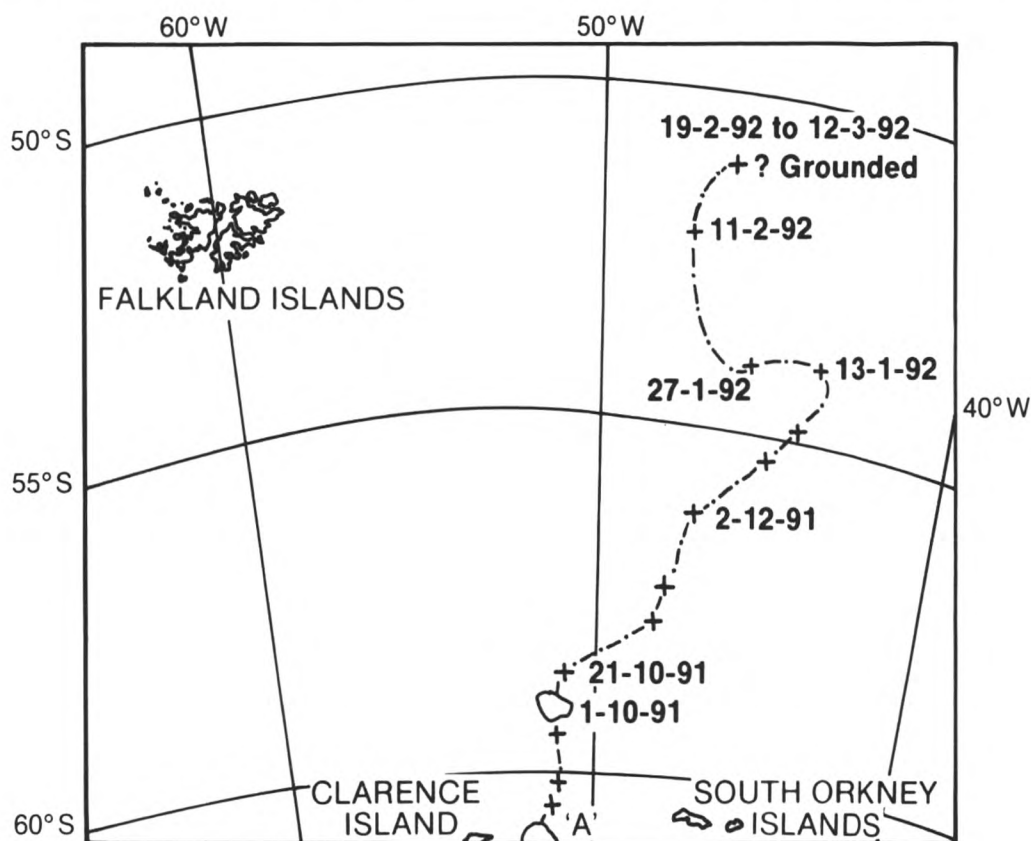 60°W
50°W
50°S
19-2-92 to 12-3-92
? Grounded
11-2-92
FALKLAND ISLANDS
27-1-92
13-1-92
40°W
55°S
2-12-91
21-10-91
1-10-91
CLARENCE
ISLAND
'A'
SOUTH ORKNEY
ISLANDS
60°S